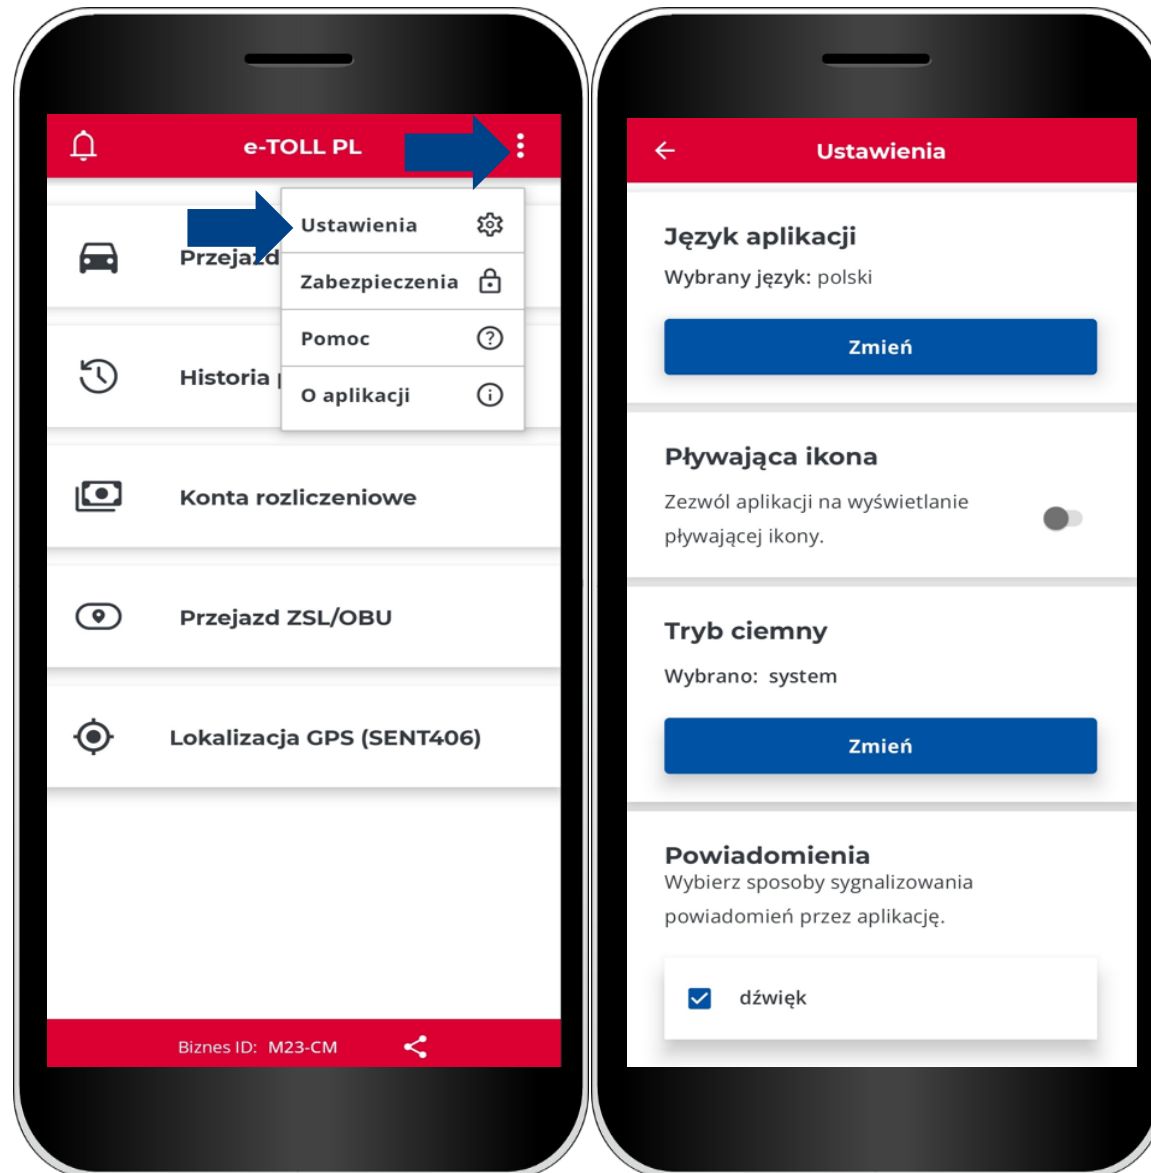 e-TOLL PL
Ustawienia
Przejazd
Zabezpieczenia
Pomoc
Historia
O aplikacji
Konta rozliczeniowe
Przejazd ZSL/OBU
Lokalizacja GPS (SENT406)
Biznes ID: M23-CM
Ustawienia
Język aplikacji
Wybrany język: polski
Zmień
Pływająca ikona
Zezwól aplikacji na wyświetlanie
pływającej ikony.
Tryb ciemny
Wybrano: system
Zmień
Powiadomienia
Wybierz sposoby sygnalizowania
powiadomień przez aplikację.
dźwięk